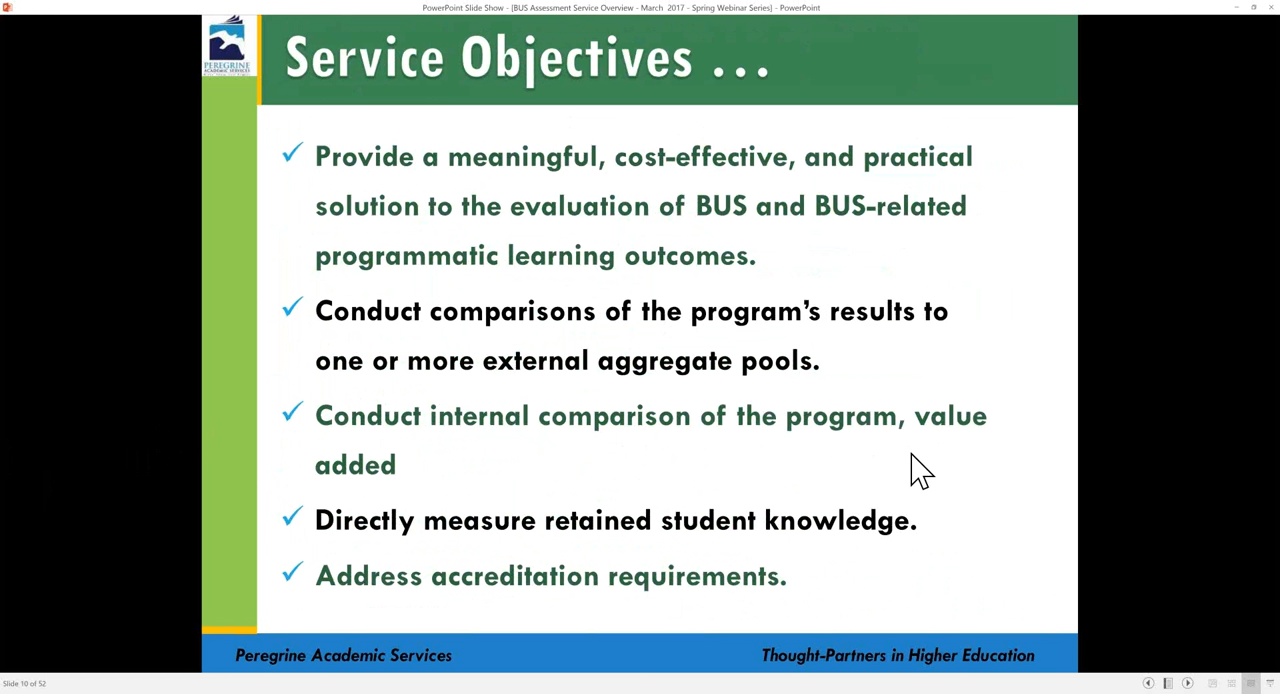 PowerPoint Slide Show - [BUS Assessment Service Overview - March 2017 - Spring Webinar Series] - PowerPoint
PEREGRINE
ACADEMIC SERVICES
Service Objectives ...
✓ Provide a meaningful, cost-effective, and practical
solution to the evaluation of BUS and BUS-related
programmatic learning outcomes.
✓ Conduct comparisons of the program's results to
one or more external aggregate pools.
✓ Conduct internal comparison of the program, value
added
✓ Directly measure retained student knowledge.
✓ Address accreditation requirements.
Peregrine Academic Services
Thought-Partners in Higher Education
Slide 10 of 52